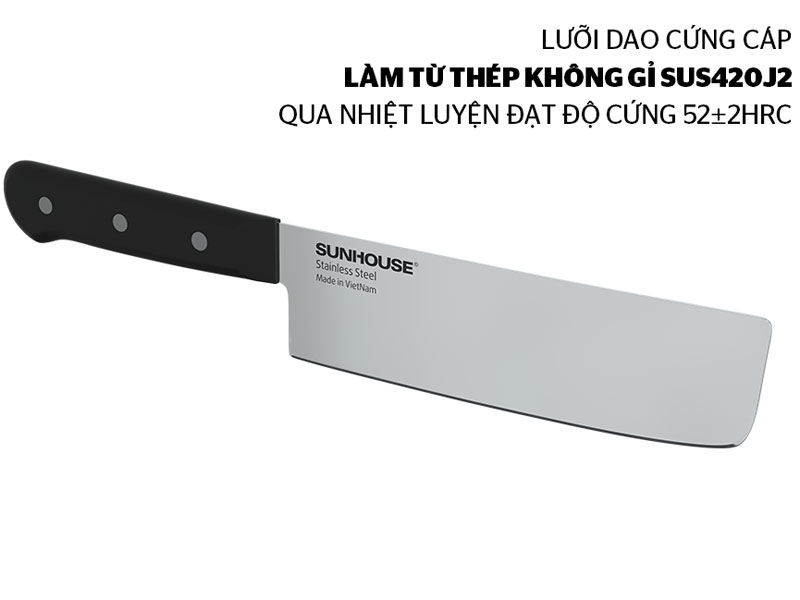 LƯỠI DAO CỨNG CÁP
LÀM TỪ THÉP KHÔNG GỈ SUS420J2
QUA NHIỆT LUYỆN ĐẠT ĐỘ CỨNG 52±2HRC
SUNHOUSE®
Stainless Steel
Made in VietNam